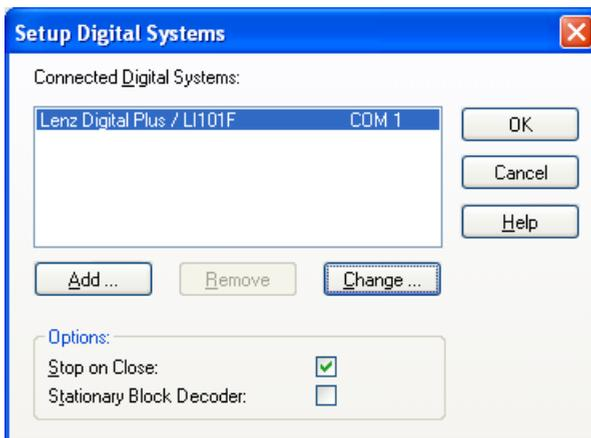 Setup Digital Systems
Connected Digital Systems:
Lenz Digital Plus / LI101F COM 1
OK
Cancel
Help
Add ... Remove Change ...
Options:
Stop on Close:
Stationary Block Decoder: